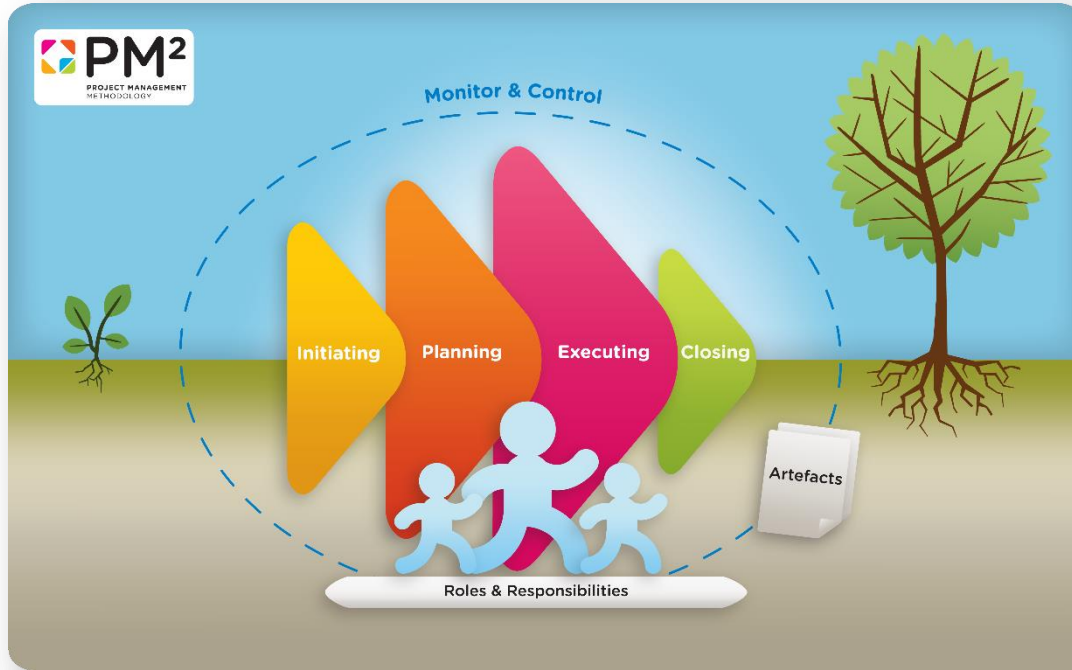 PM²
PROJECT MANAGEMENT
METHODOLOGY
Monitor & Control
Initiating
Planning
Executing
Closing
Artefacts
Roles & Responsibilities